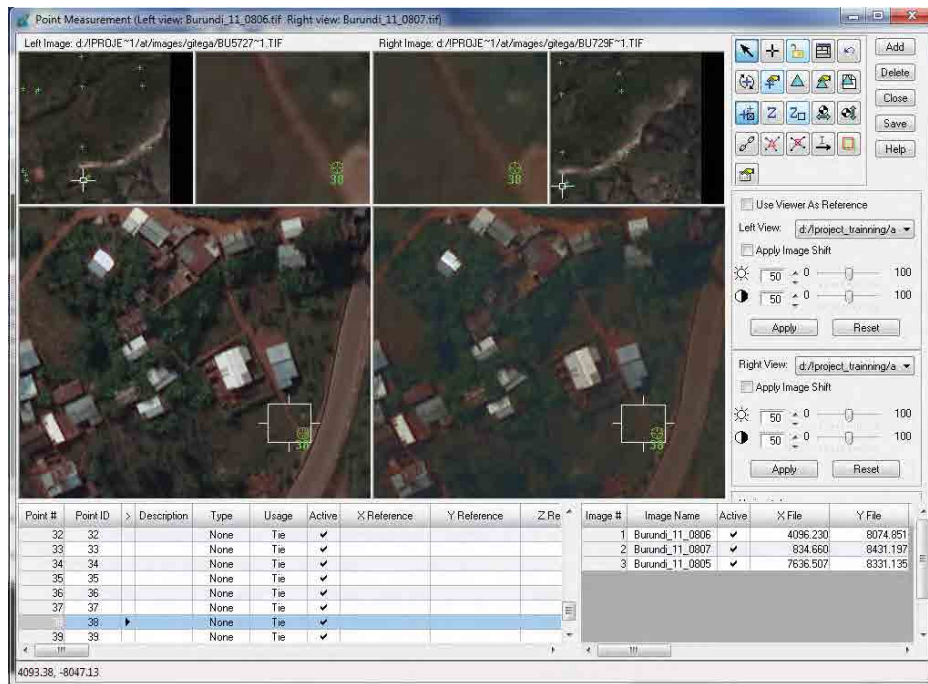 Point Measurement (Left view: Burundi_11_0806.tif  Right view: Burundi_11_0807.tif)
Left Image: d:/!PROJE~1/at/images/gitega/BU5727~1.TIF
Right Image: d:/!PROJE~1/at/images/gitega/BU729F~1.TIF
Add
Delete
Close
Save
Help
38
38
38
38
Use Viewer As Reference
Left View: d:/!project_trainning/a
Apply Image Shift
50 0 100
50 0 100
Apply Reset
Right View: d:/!project_trainning/a
Apply Image Shift
50 0 100
50 0 100
Apply Reset
Point # Point ID > Description Type Usage Active X Reference Y Reference Z Re
32 32 None Tie ✔
33 33 None Tie ✔
34 34 None Tie ✔
35 35 None Tie ✔
36 36 None Tie ✔
37 37 None Tie ✔
38 None Tie ✔
39 39 None Tie ✔
Image # Image Name Active X File Y File
1 Burundi_11_0806 ✔ 4096.230 8074.851
2 Burundi_11_0807 ✔ 834.660 8431.197
3 Burundi_11_0805 ✔ 7636.507 8331.135
4093.38, -8047.13